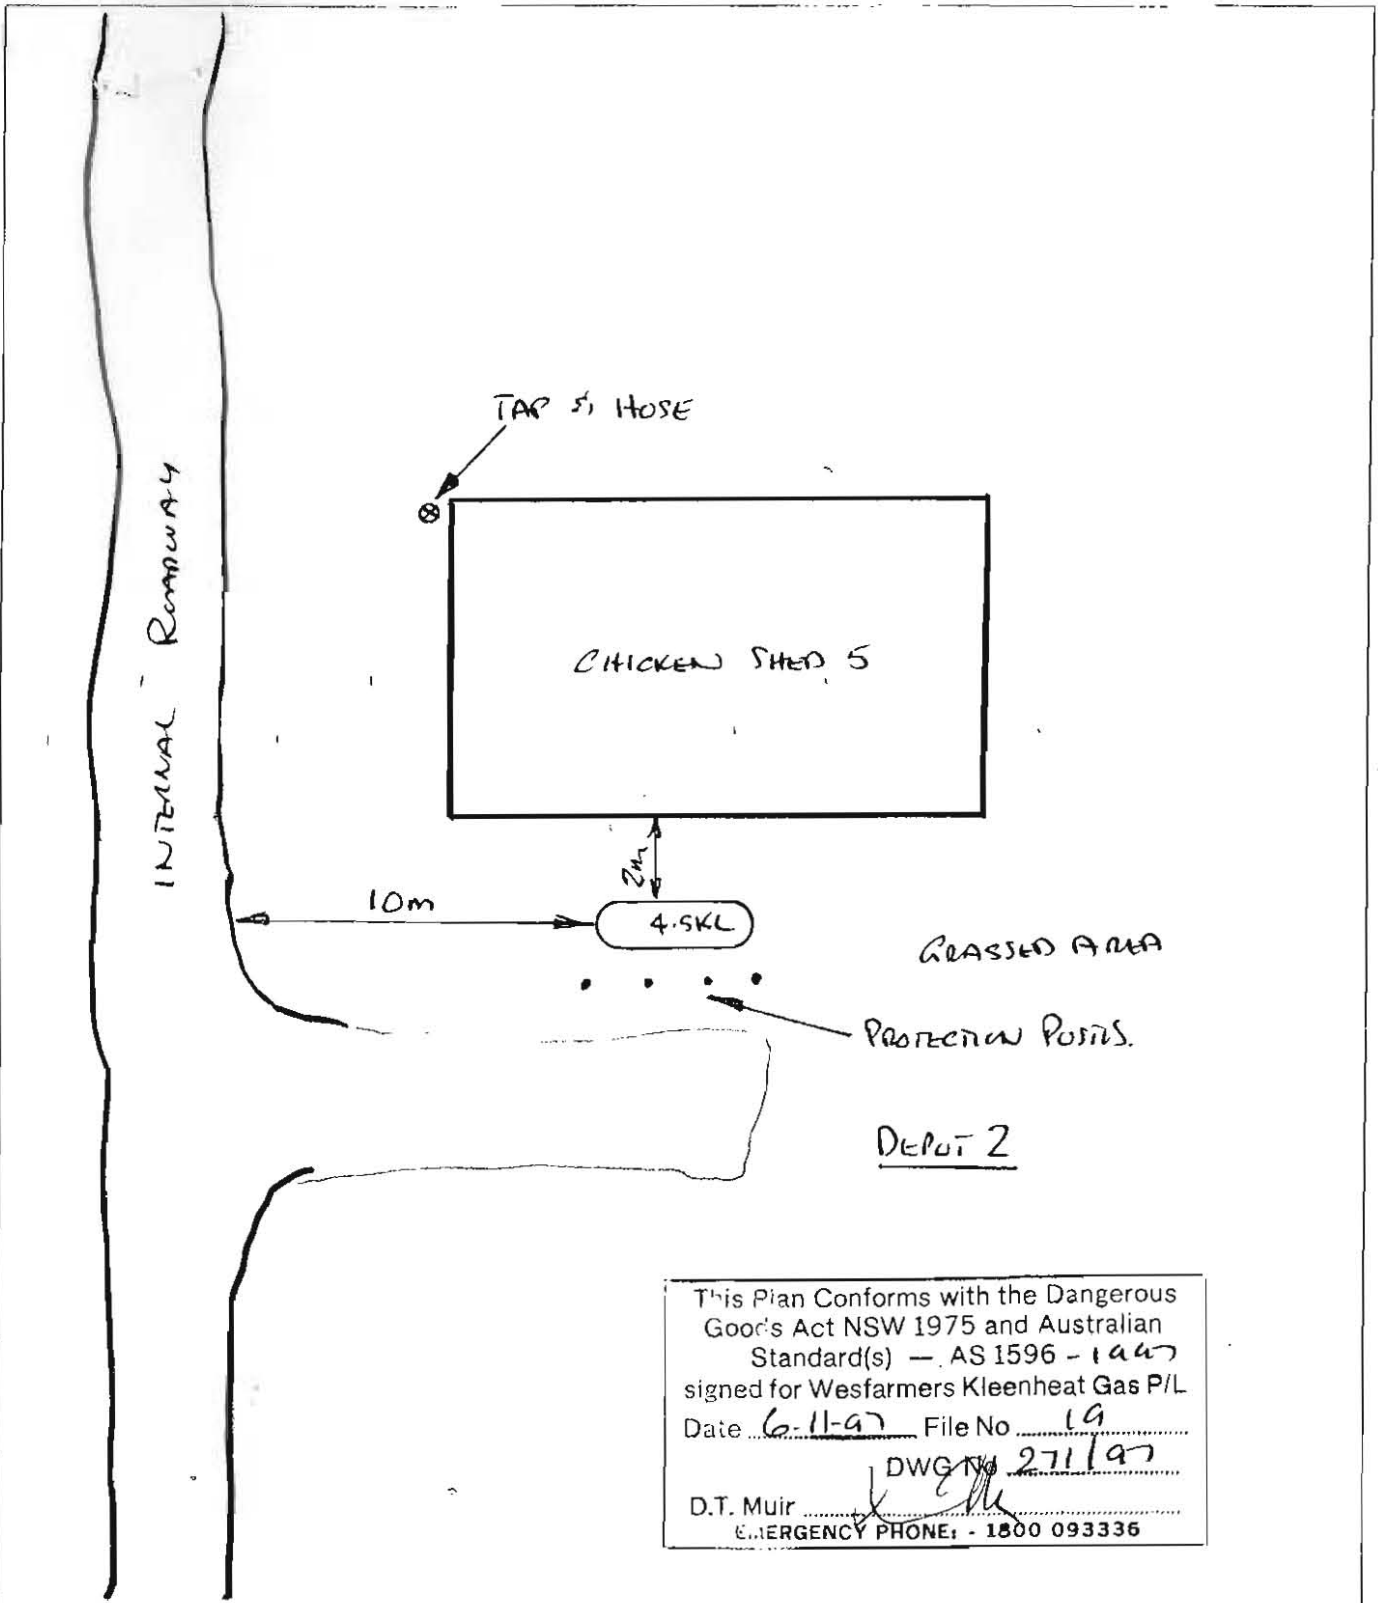 TAP & HOSE
INTERNAL ROADWAY
CHICKEN SHED 5
2m
10m
4.5KL
GRASSED AREA
PROTECTION POSTS.
DEPOT 2
This Plan Conforms with the Dangerous
Goods Act NSW 1975 and Australian
Standard(s) — AS 1596 - 1997
signed for Wesfarmers Kleenheat Gas P/L
Date 6-11-97 File No 19
DWG No 271/97
D.T. Muir
EMERGENCY PHONE: - 1800 093336